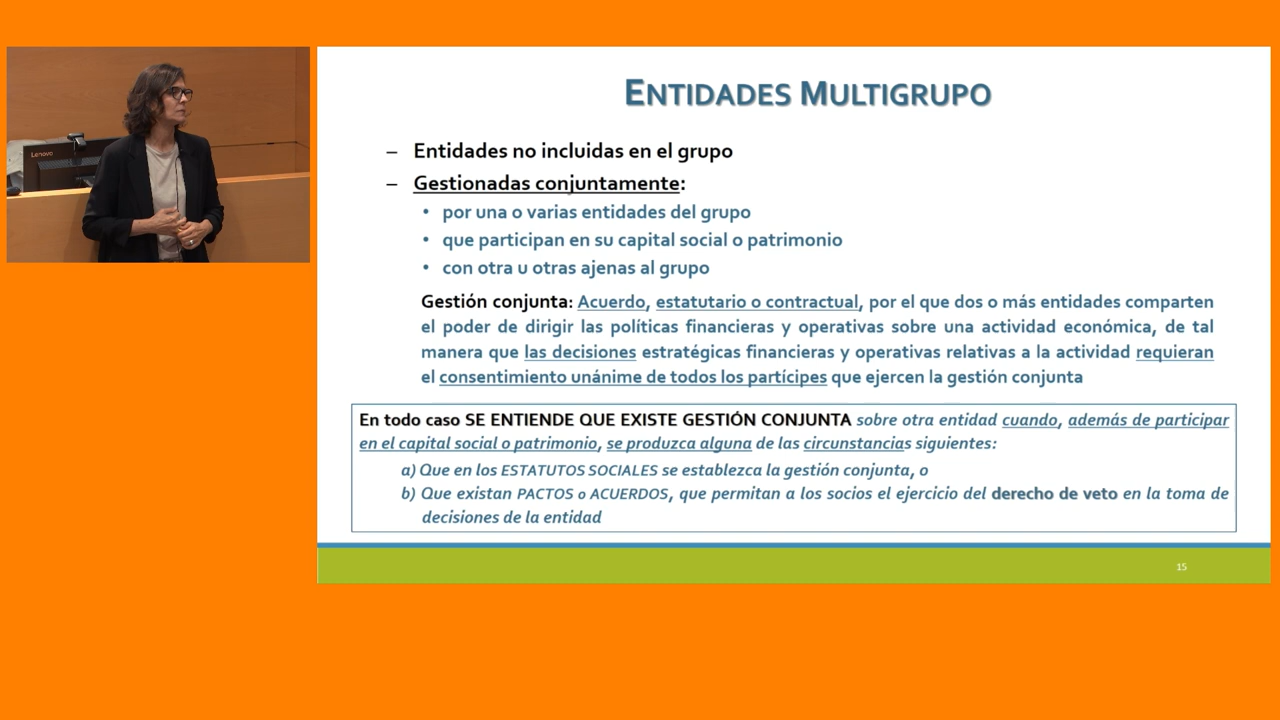 Lenovo
ENTIDADES MULTIGRUPO
– Entidades no incluidas en el grupo
– Gestionadas conjuntamente:
• por una o varias entidades del grupo
• que participan en su capital social o patrimonio
• con otra u otras ajenas al grupo
Gestión conjunta: Acuerdo, estatutario o contractual, por el que dos o más entidades comparten
el poder de dirigir las políticas financieras y operativas sobre una actividad económica, de tal
manera que las decisiones estratégicas financieras y operativas relativas a la actividad requieran
el consentimiento unánime de todos los partícipes que ejercen la gestión conjunta
En todo caso SE ENTIENDE QUE EXISTE GESTIÓN CONJUNTA sobre otra entidad cuando, además de participar
en el capital social o patrimonio, se produzca alguna de las circunstancias siguientes:
a) Que en los ESTATUTOS SOCIALES se establezca la gestión conjunta, o
b) Que existan PACTOS o ACUERDOS, que permitan a los socios el ejercicio del derecho de veto en la toma de
decisiones de la entidad
15